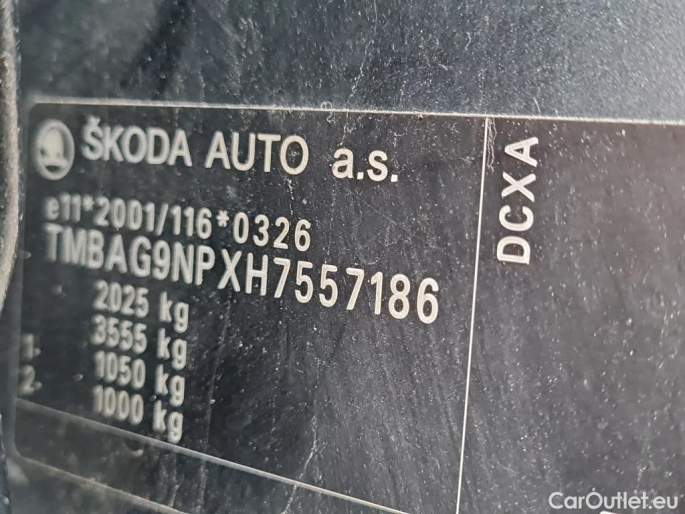 ŠKODA AUTO a.s.
e11*2001/116*0326
TMBAG9NPXH7557186
2025 kg
3555 kg
1- 1050 kg
2- 1000 kg
DCXA
CarOutlet.eu